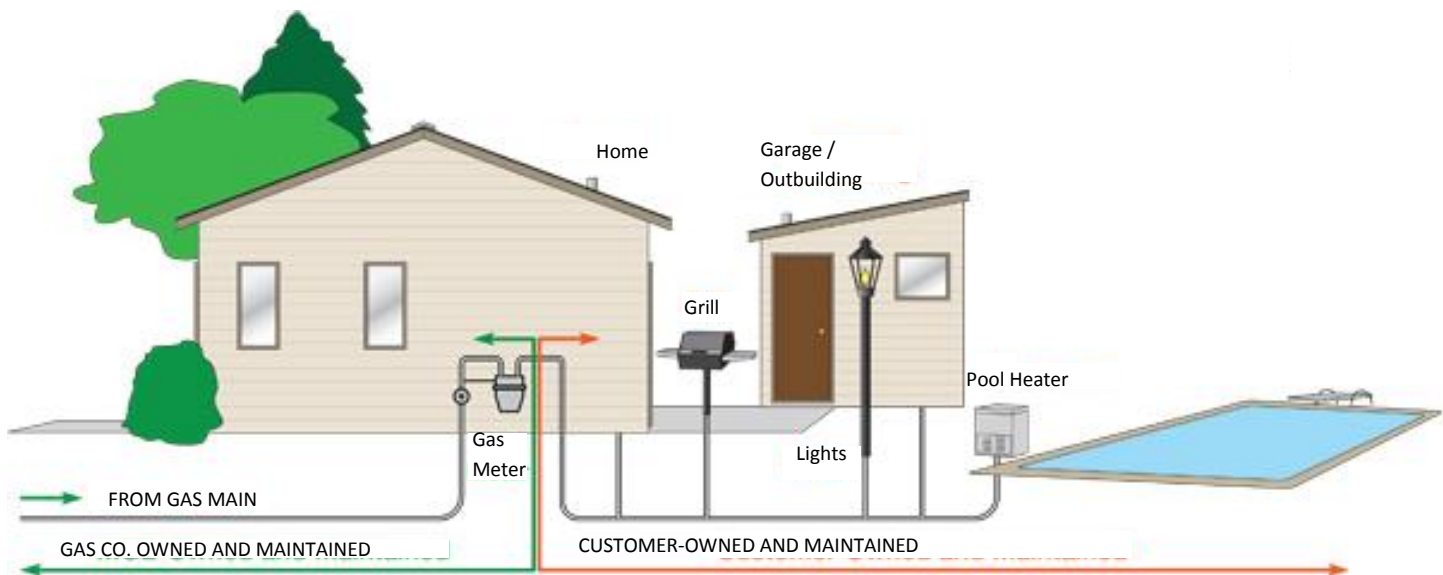 Home
Garage /
Outbuilding
Grill
Pool Heater
Gas
Meter
Lights
FROM GAS MAIN
GAS CO. OWNED AND MAINTAINED
CUSTOMER-OWNED AND MAINTAINED